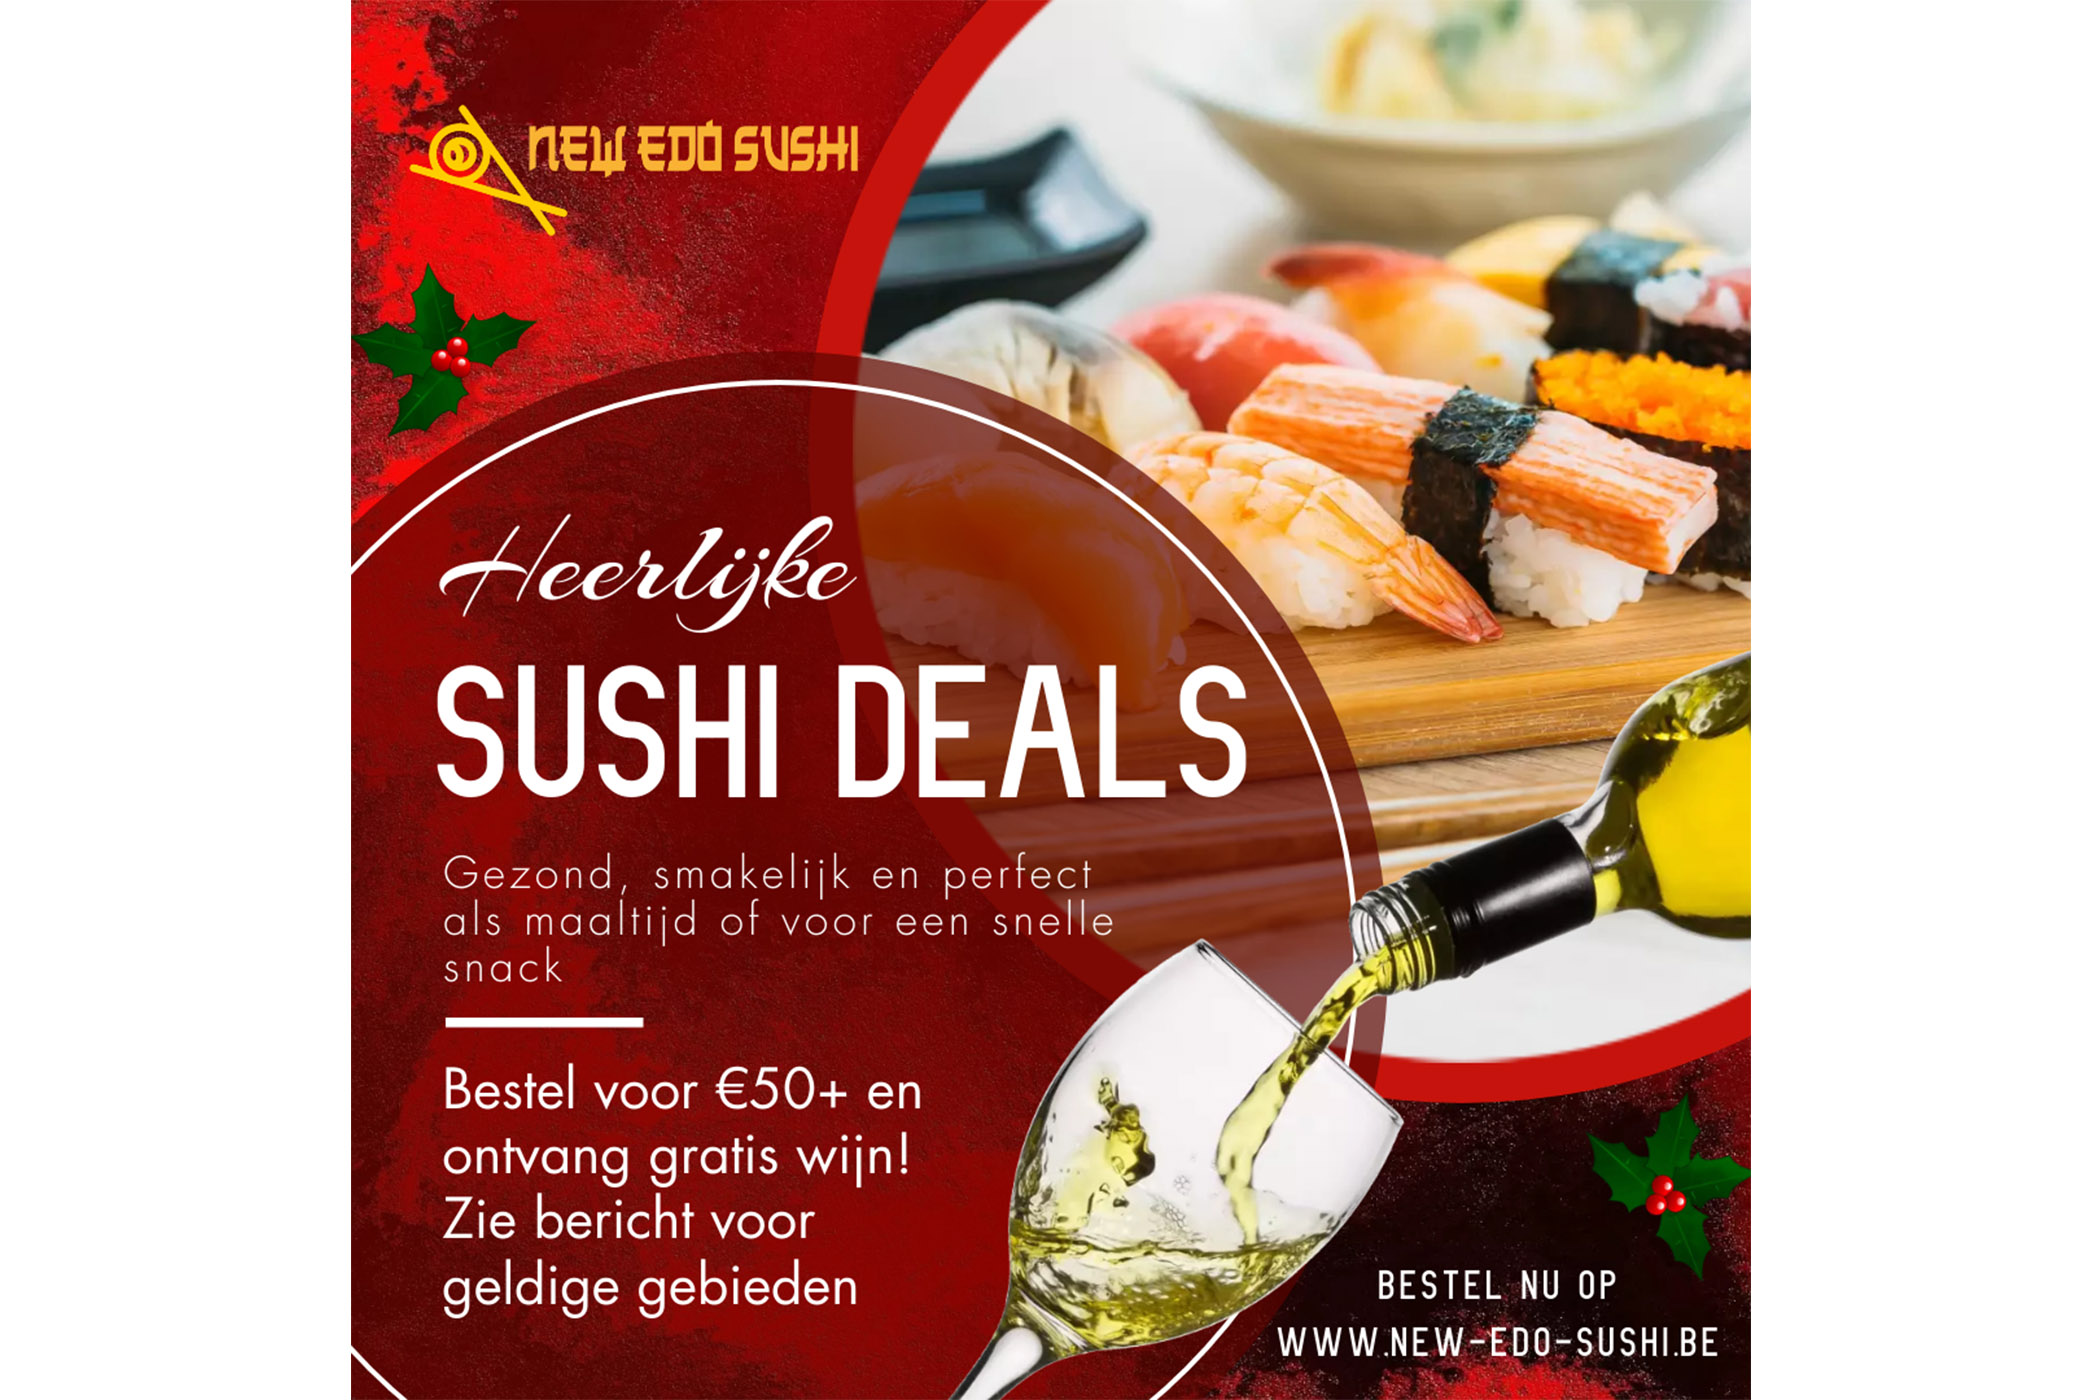 NEW EDO SUSHI
Heerlijke
SUSHI DEALS
Gezond, smakelijk en perfect
als maaltijd of voor een snelle
snack
Bestel voor €50+ en
ontvang gratis wijn!
Zie bericht voor
geldige gebieden
BESTEL NU OP
WWW.NEW-EDO-SUSHI.BE